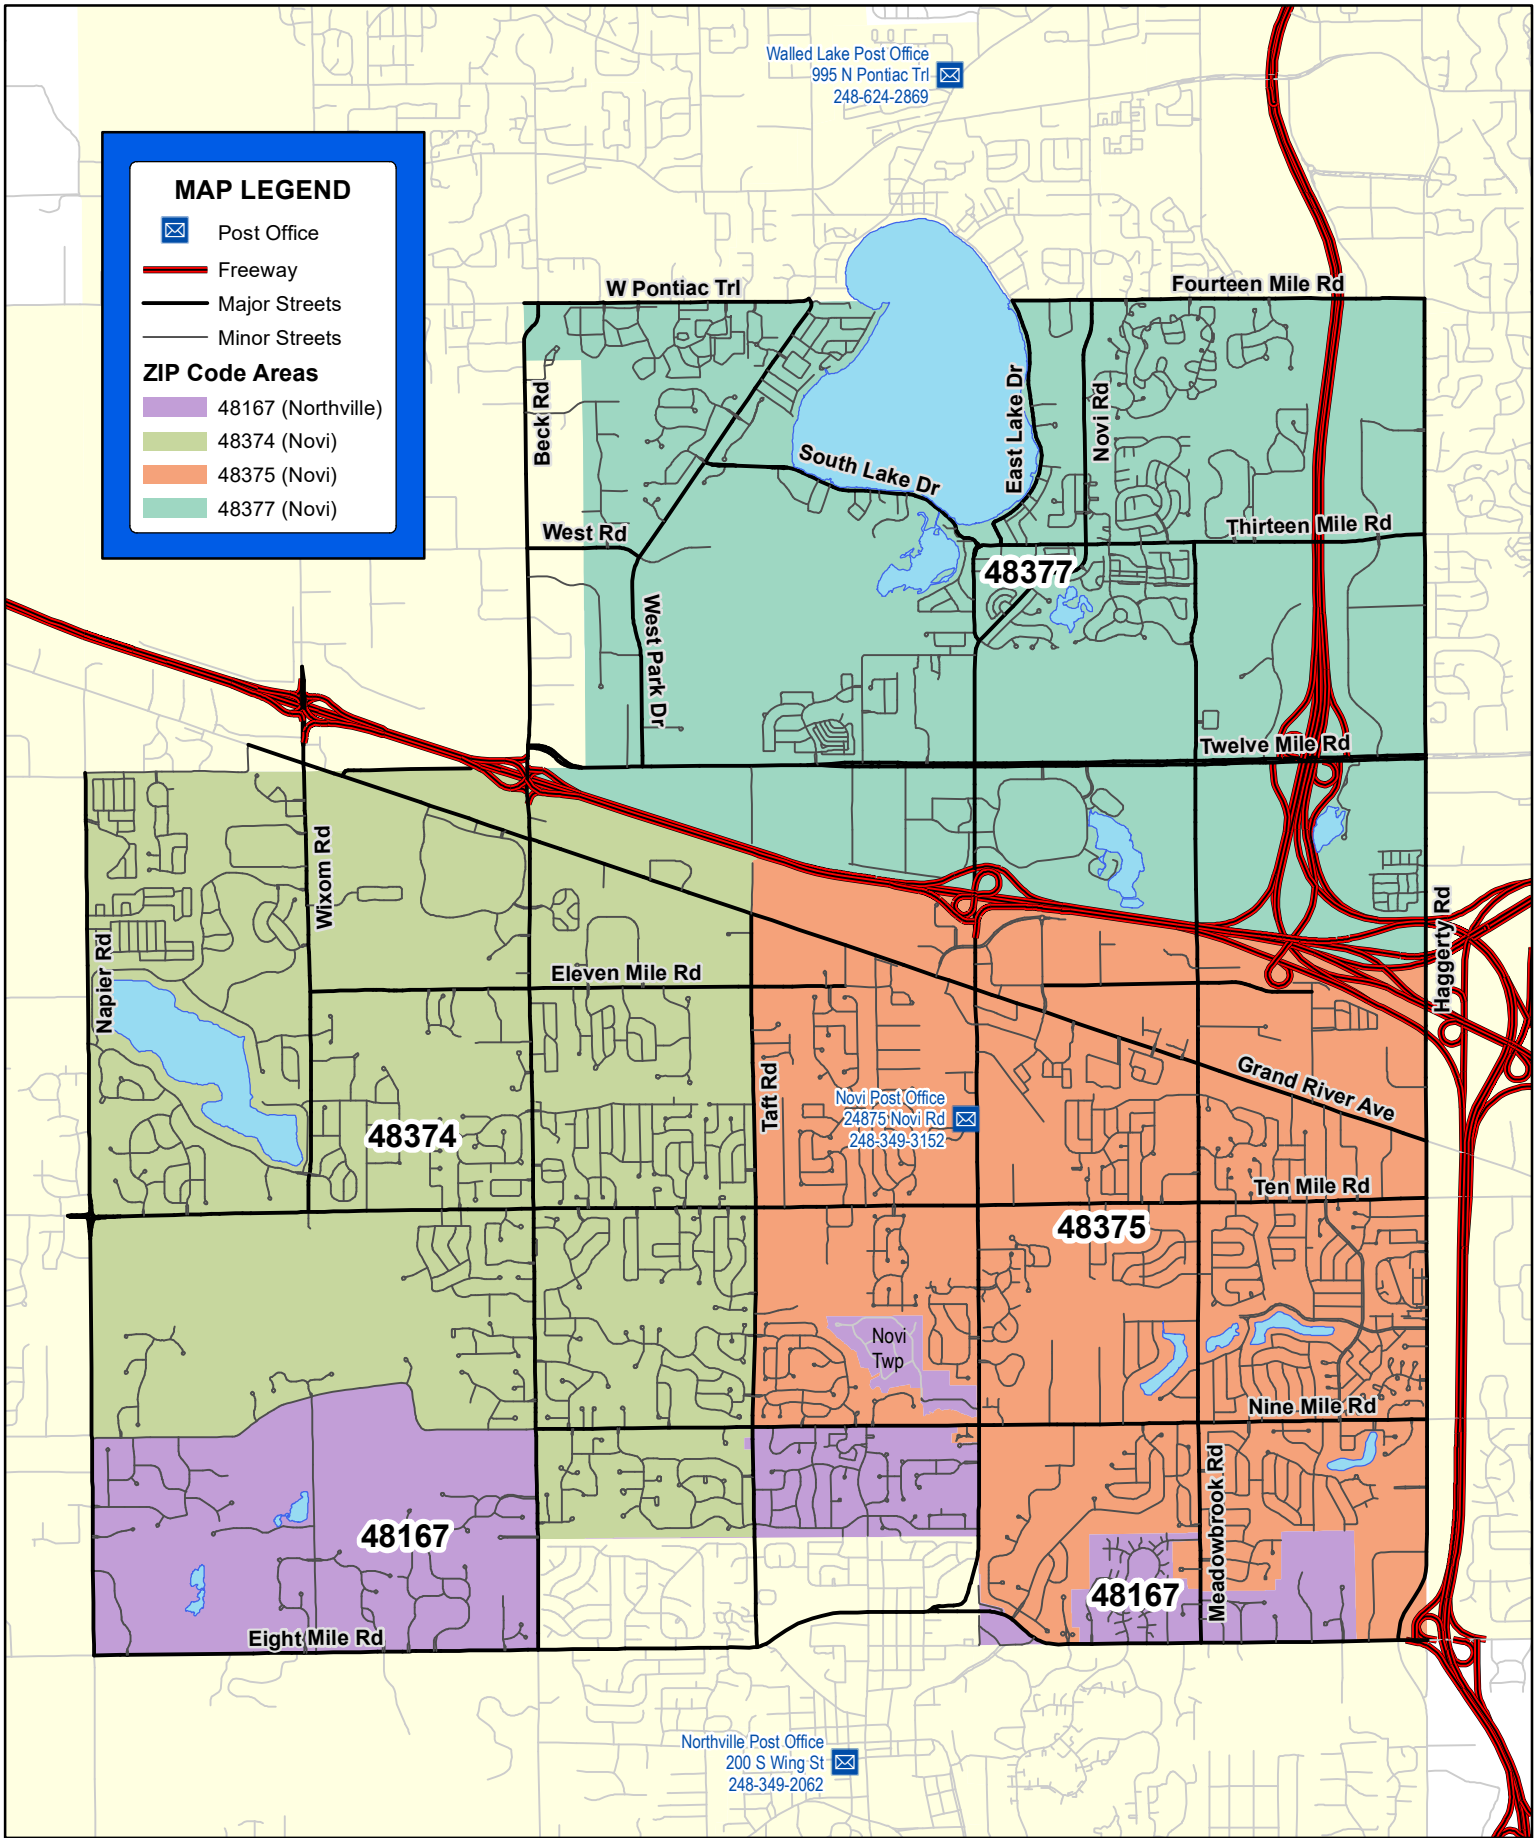 Walled Lake Post Office
995 N Pontiac Trl
248-624-2869
MAP LEGEND
Post Office
Freeway
Major Streets
Minor Streets
ZIP Code Areas
48167 (Northville)
48374 (Novi)
48375 (Novi)
48377 (Novi)
W Pontiac Trl
Fourteen Mile Rd
Beck Rd
East Lake Dr
Novi Rd
South Lake Dr
West Rd
Thirteen Mile Rd
48377
West Park Dr
Twelve Mile Rd
Wixom Rd
Napier Rd
Eleven Mile Rd
Haggerty Rd
Taft Rd
Grand River Ave
Novi Post Office
24875 Novi Rd
248-349-3152
48374
Ten Mile Rd
48375
Novi
Twp
Nine Mile Rd
Meadowbrook Rd
48167
48167
Eight Mile Rd
Northville Post Office
200 S Wing St
248-349-2062